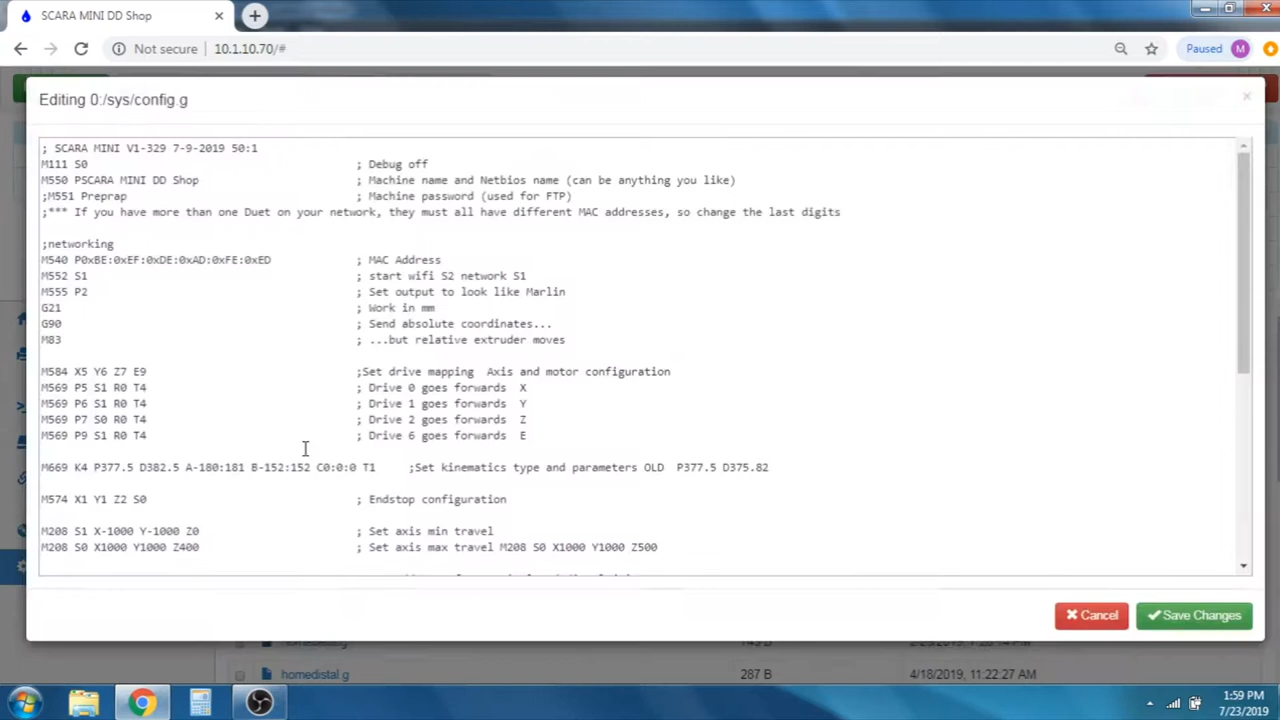 SCARA MINI DD Shop
Not secure 10.1.10.70/# Paused M
Editing 0:/sys/config.g
; SCARA MINI V1-329 7-9-2019 50:1
M111 S0 ; Debug off
M550 PSCARA MINI DD Shop ; Machine name and Netbios name (can be anything you like)
;M551 Preprap ; Machine password (used for FTP)
;*** If you have more than one Duet on your network, they must all have different MAC addresses, so change the last digits
;networking
M540 P0xBE:0xEF:0xDE:0xAD:0xFE:0xED ; MAC Address
M552 S1 ; start wifi S2 network S1
M555 P2 ; Set output to look like Marlin
G21 ; Work in mm
G90 ; Send absolute coordinates...
M83 ; ...but relative extruder moves
M584 X5 Y6 Z7 E9 ;Set drive mapping Axis and motor configuration
M569 P5 S1 R0 T4 ; Drive 0 goes forwards X
M569 P6 S1 R0 T4 ; Drive 1 goes forwards Y
M569 P7 S0 R0 T4 ; Drive 2 goes forwards Z
M569 P9 S1 R0 T4 ; Drive 6 goes forwards E
M669 K4 P377.5 D382.5 A-180:181 B-152:152 C0:0:0 T1 ;Set kinematics type and parameters OLD P377.5 D375.82
M574 X1 Y1 Z2 S0 ; Endstop configuration
M208 S1 X-1000 Y-1000 Z0 ; Set axis min travel
M208 S0 X1000 Y1000 Z400 ; Set axis max travel M208 S0 X1000 Y1000 Z500
Cancel Save Changes
homedistal.g 287 B 4/18/2019, 11:22:27 AM
1:59 PM
7/23/2019